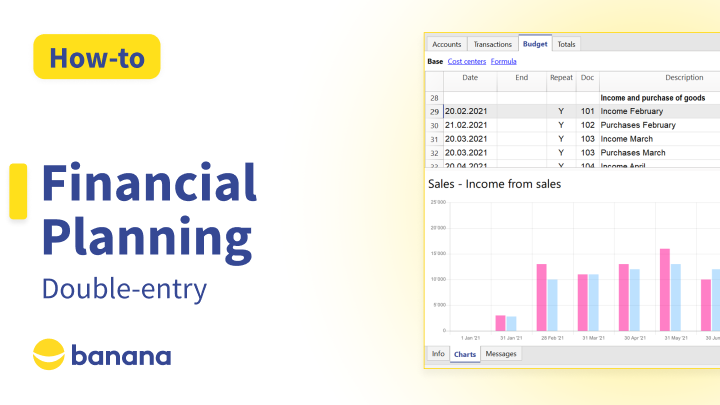 How-to
Financial
Planning
Double-entry
banana
Accounts Transactions Budget Totals
Base Cost centers Formula
Date End Repeat Doc Description
28 Income and purchase of goods
29 20.02.2021 Y 101 Income February
30 21.02.2021 Y 102 Purchases February
31 20.03.2021 Y 103 Income March
32 20.03.2021 Y 103 Purchases March
33 20.04.2021 Y 104 Income April
Sales - Income from sales
25'000
20'000
15'000
10'000
5'000
0
1 Jan '21 31 Jan '21 28 Feb '21 31 Mar '21 30 Apr '21 31 May '21 30 Jun
Info Charts Messages